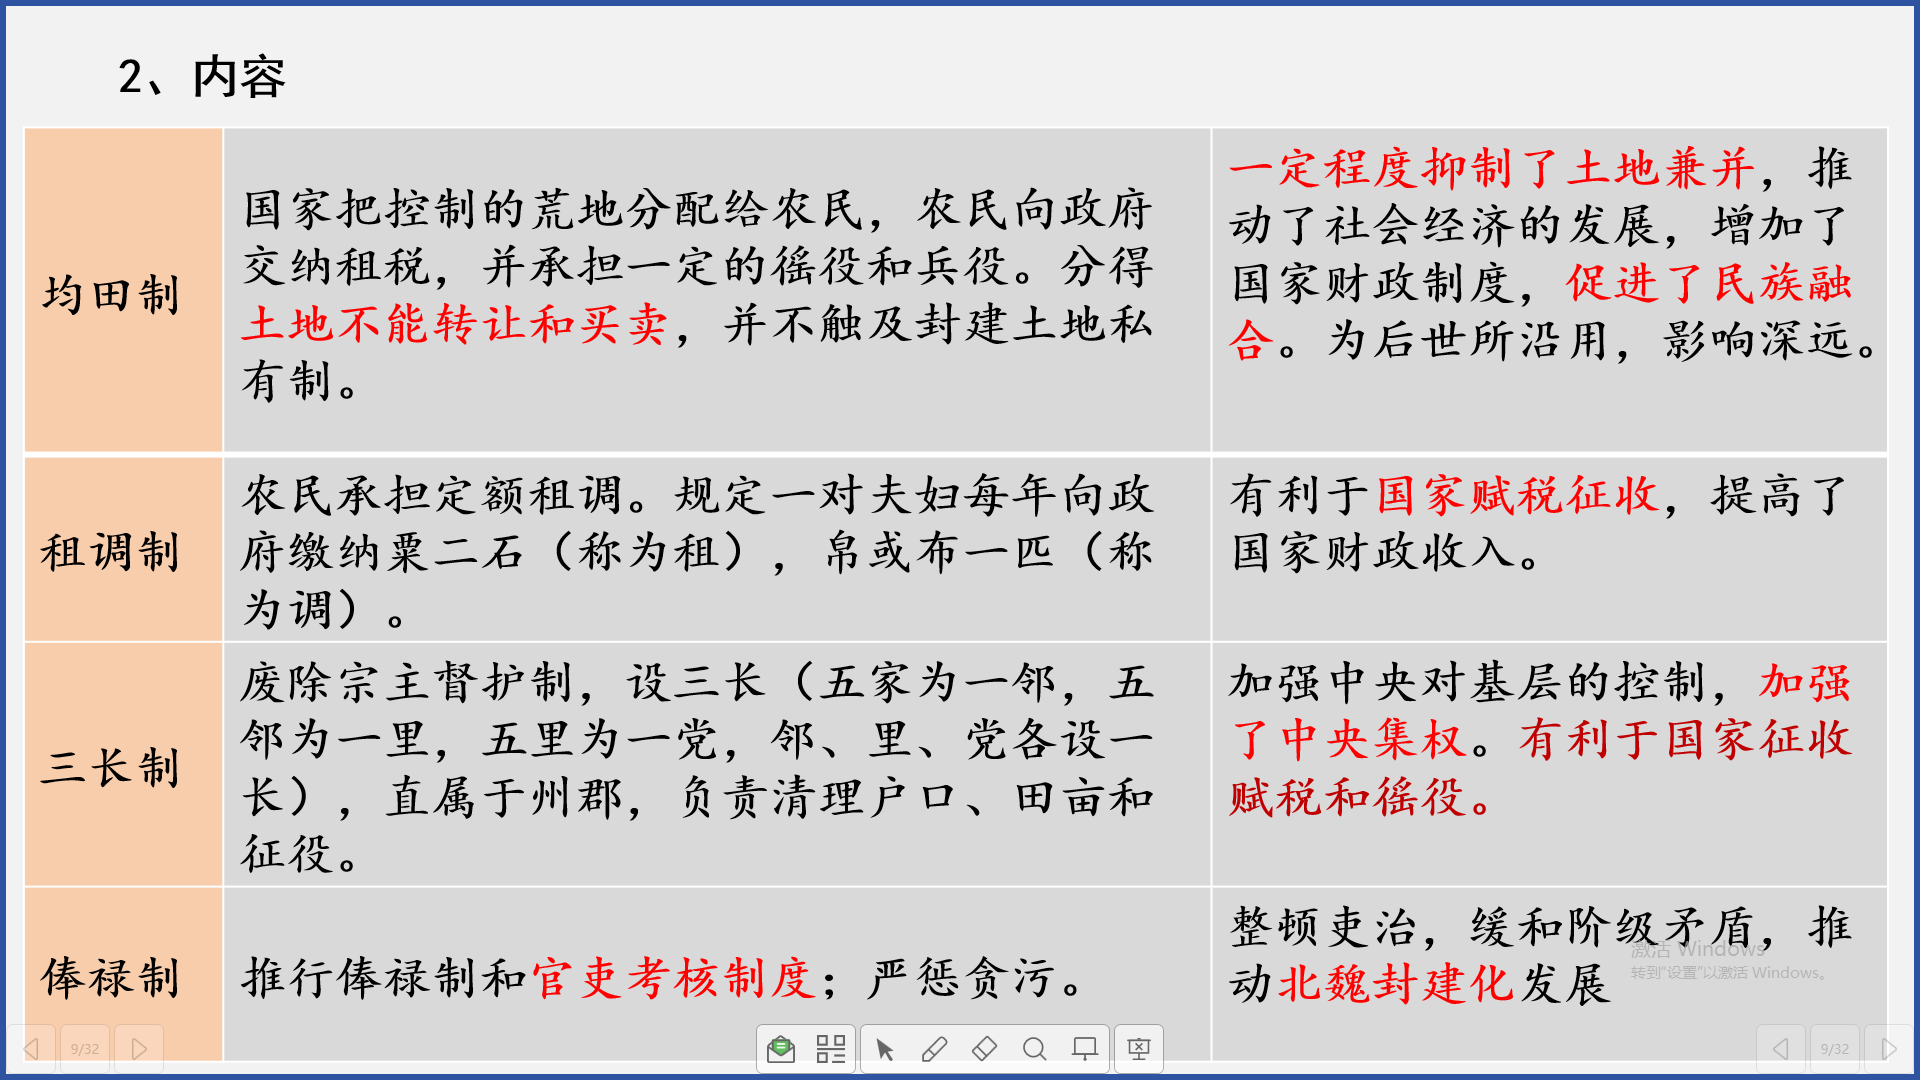 2、内容
均田制
国家把控制的荒地分配给农民，农民向政府
交纳租税，并承担一定的徭役和兵役。分得
土地不能转让和买卖，并不触及封建土地私
有制。
一定程度抑制了土地兼并，推
动了社会经济的发展，增加了
国家财政制度，促进了民族融
合。为后世所沿用，影响深远。
租调制
农民承担定额租调。规定一对夫妇每年向政
府缴纳粟二石（称为租），帛或布一匹（称
为调）。
有利于国家赋税征收，提高了
国家财政收入。
三长制
废除宗主督护制，设三长（五家为一邻，五
邻为一里，五里为一党，邻、里、党各设一
长），直属于州郡，负责清理户口、田亩和
征役。
加强中央对基层的控制，加强
了中央集权。有利于国家征收
赋税和徭役。
俸禄制
推行俸禄制和官吏考核制度；严惩贪污。
整顿吏治，缓和阶级矛盾，推
动北魏封建化发展
激活 Windows
转到“设置”以激活 Windows。
9/32
9/32